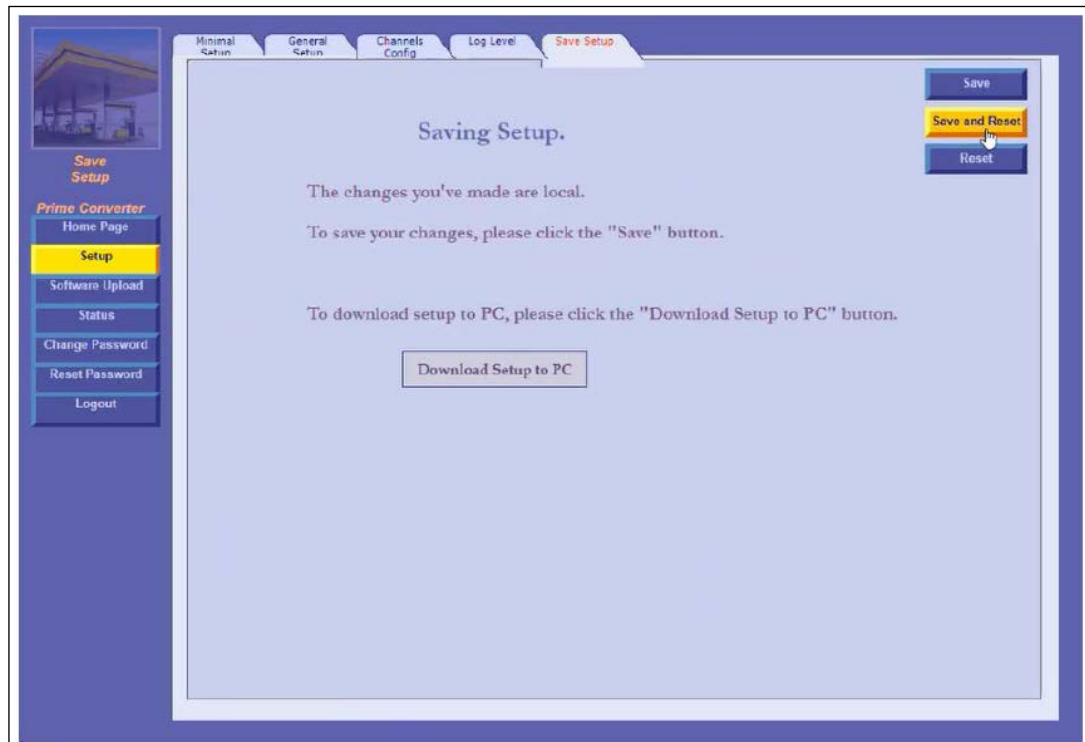 Minimal
Setup
General
Setup
Channels
Config
Log Level
Save Setup
Save
Save and Reset
Reset
Save
Setup
Prime Converter
Home Page
Setup
Software Upload
Status
Change Password
Reset Password
Logout
Saving Setup.
The changes you've made are local.
To save your changes, please click the "Save" button.
To download setup to PC, please click the "Download Setup to PC" button.
Download Setup to PC